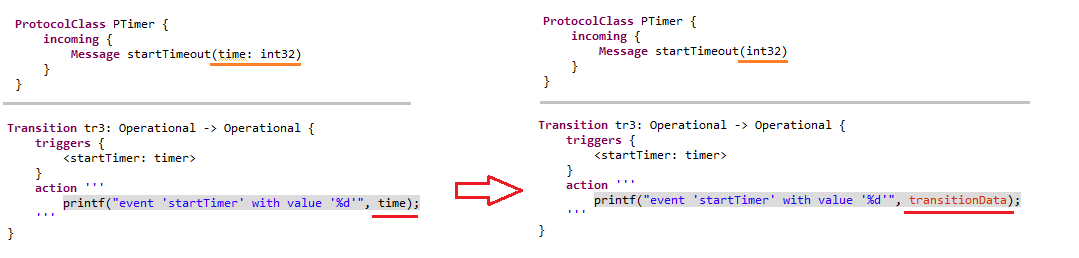 ProtocolClass PTimer {
incoming {
Message startTimeout(time: int32)
}
}
Transition tr3: Operational -> Operational {
triggers {
<startTimer: timer>
}
action '''
printf("event 'startTimer' with value '%d'", time);
'''
}
ProtocolClass PTimer {
incoming {
Message startTimeout(int32)
}
}
Transition tr3: Operational -> Operational {
triggers {
<startTimer: timer>
}
action '''
printf("event 'startTimer' with value '%d'", transitionData);
'''
}